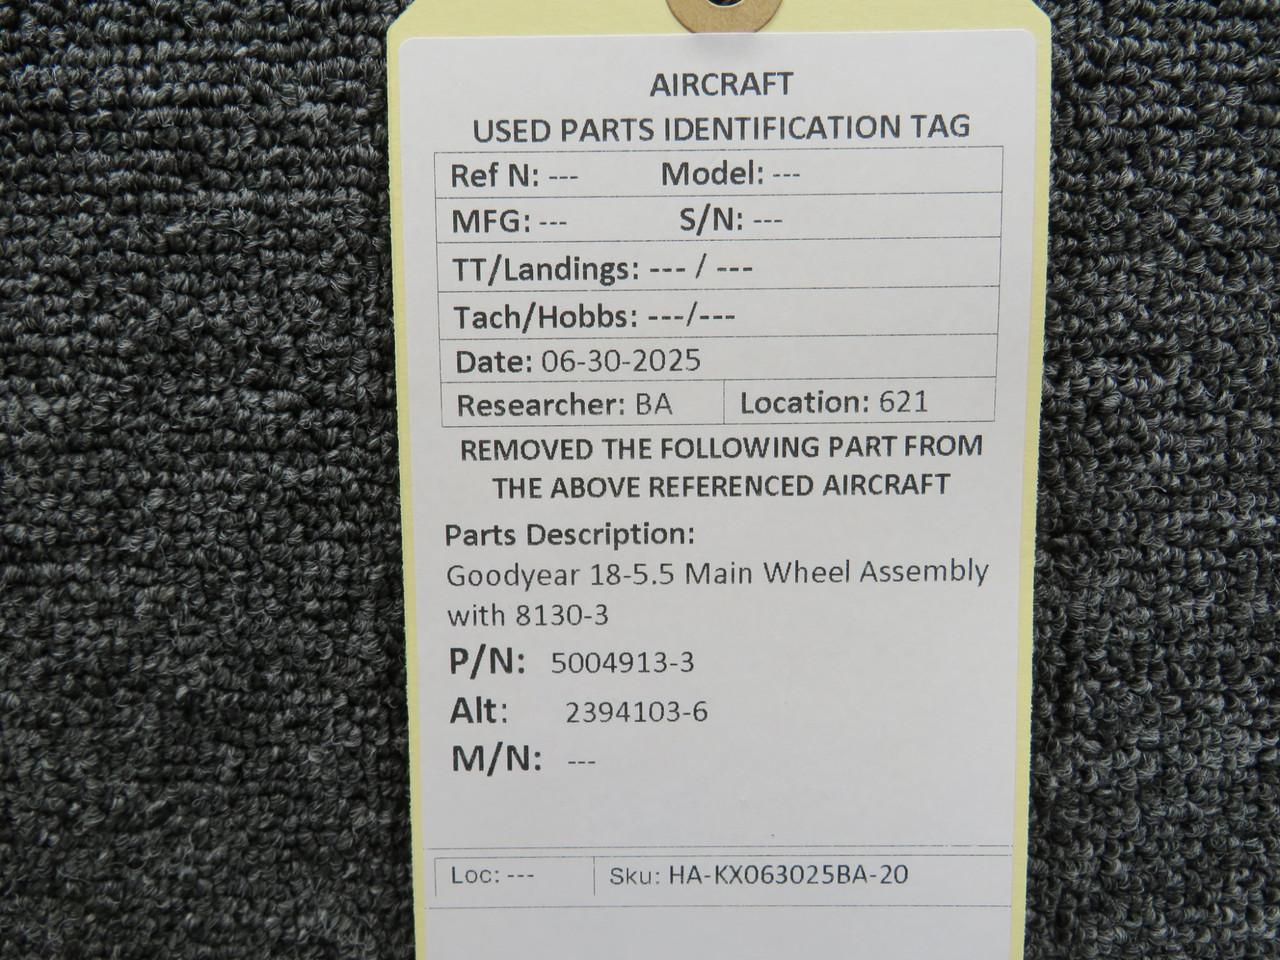 AIRCRAFT
USED PARTS IDENTIFICATION TAG
Ref N: --- Model: ---
MFG: --- S/N: ---
TT/Landings: --- / ---
Tach/Hobbs: ---/---
Date: 06-30-2025
Researcher: BA Location: 621
REMOVED THE FOLLOWING PART FROM
THE ABOVE REFERENCED AIRCRAFT
Parts Description:
Goodyear 18-5.5 Main Wheel Assembly
with 8130-3
P/N: 5004913-3
Alt: 2394103-6
M/N: ---
Loc: --- Sku: HA-KX063025BA-20